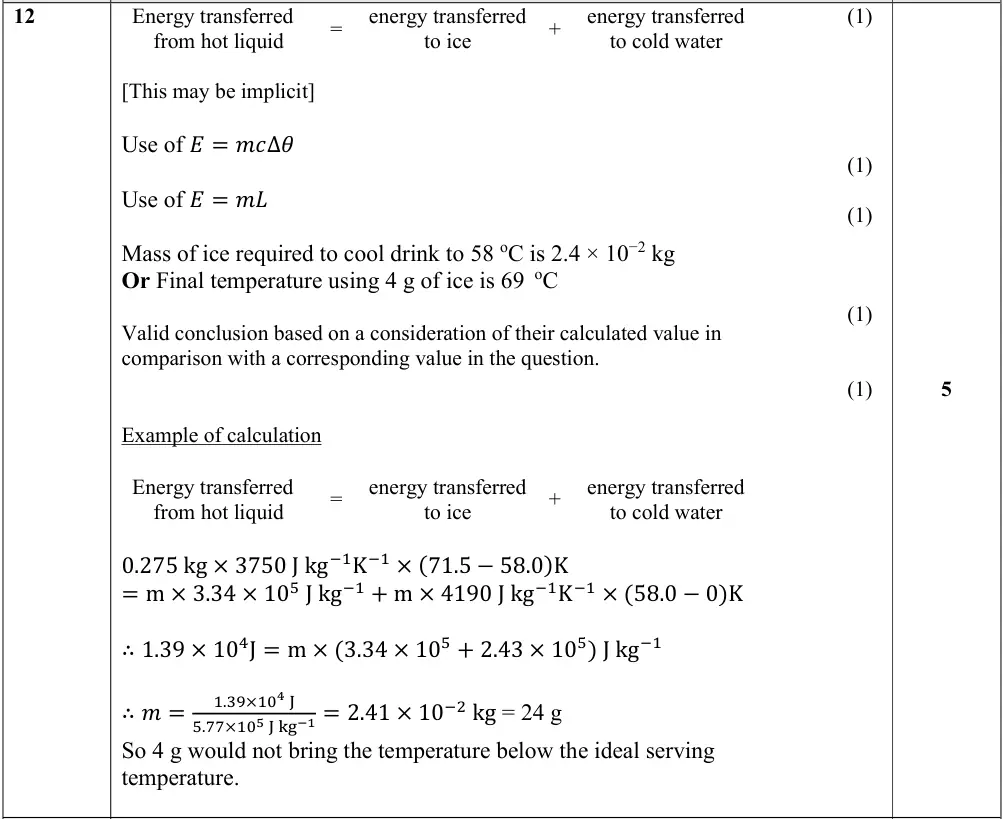 12
Energy transferred from hot liquid = energy transferred to ice + energy transferred to cold water (1)
[This may be implicit]
Use of 𝐸 = 𝑚𝑐Δ𝜃
(1)
Use of 𝐸 = 𝑚𝐿
(1)
Mass of ice required to cool drink to 58 °C is 2.4 × 10⁻² kg
Or Final temperature using 4 g of ice is 69 °C
(1)
Valid conclusion based on a consideration of their calculated value in
comparison with a corresponding value in the question.
(1) 5
Example of calculation
Energy transferred from hot liquid = energy transferred to ice + energy transferred to cold water
0.275 kg × 3750 J kg⁻¹K⁻¹ × (71.5 − 58.0)K
= m × 3.34 × 10⁵ J kg⁻¹ + m × 4190 J kg⁻¹K⁻¹ × (58.0 − 0)K
∴ 1.39 × 10⁴J = m × (3.34 × 10⁵ + 2.43 × 10⁵) J kg⁻¹
∴ 𝑚 = 1.39×10⁴ J / 5.77×10⁵ J kg⁻¹ = 2.41 × 10⁻² kg = 24 g
So 4 g would not bring the temperature below the ideal serving
temperature.